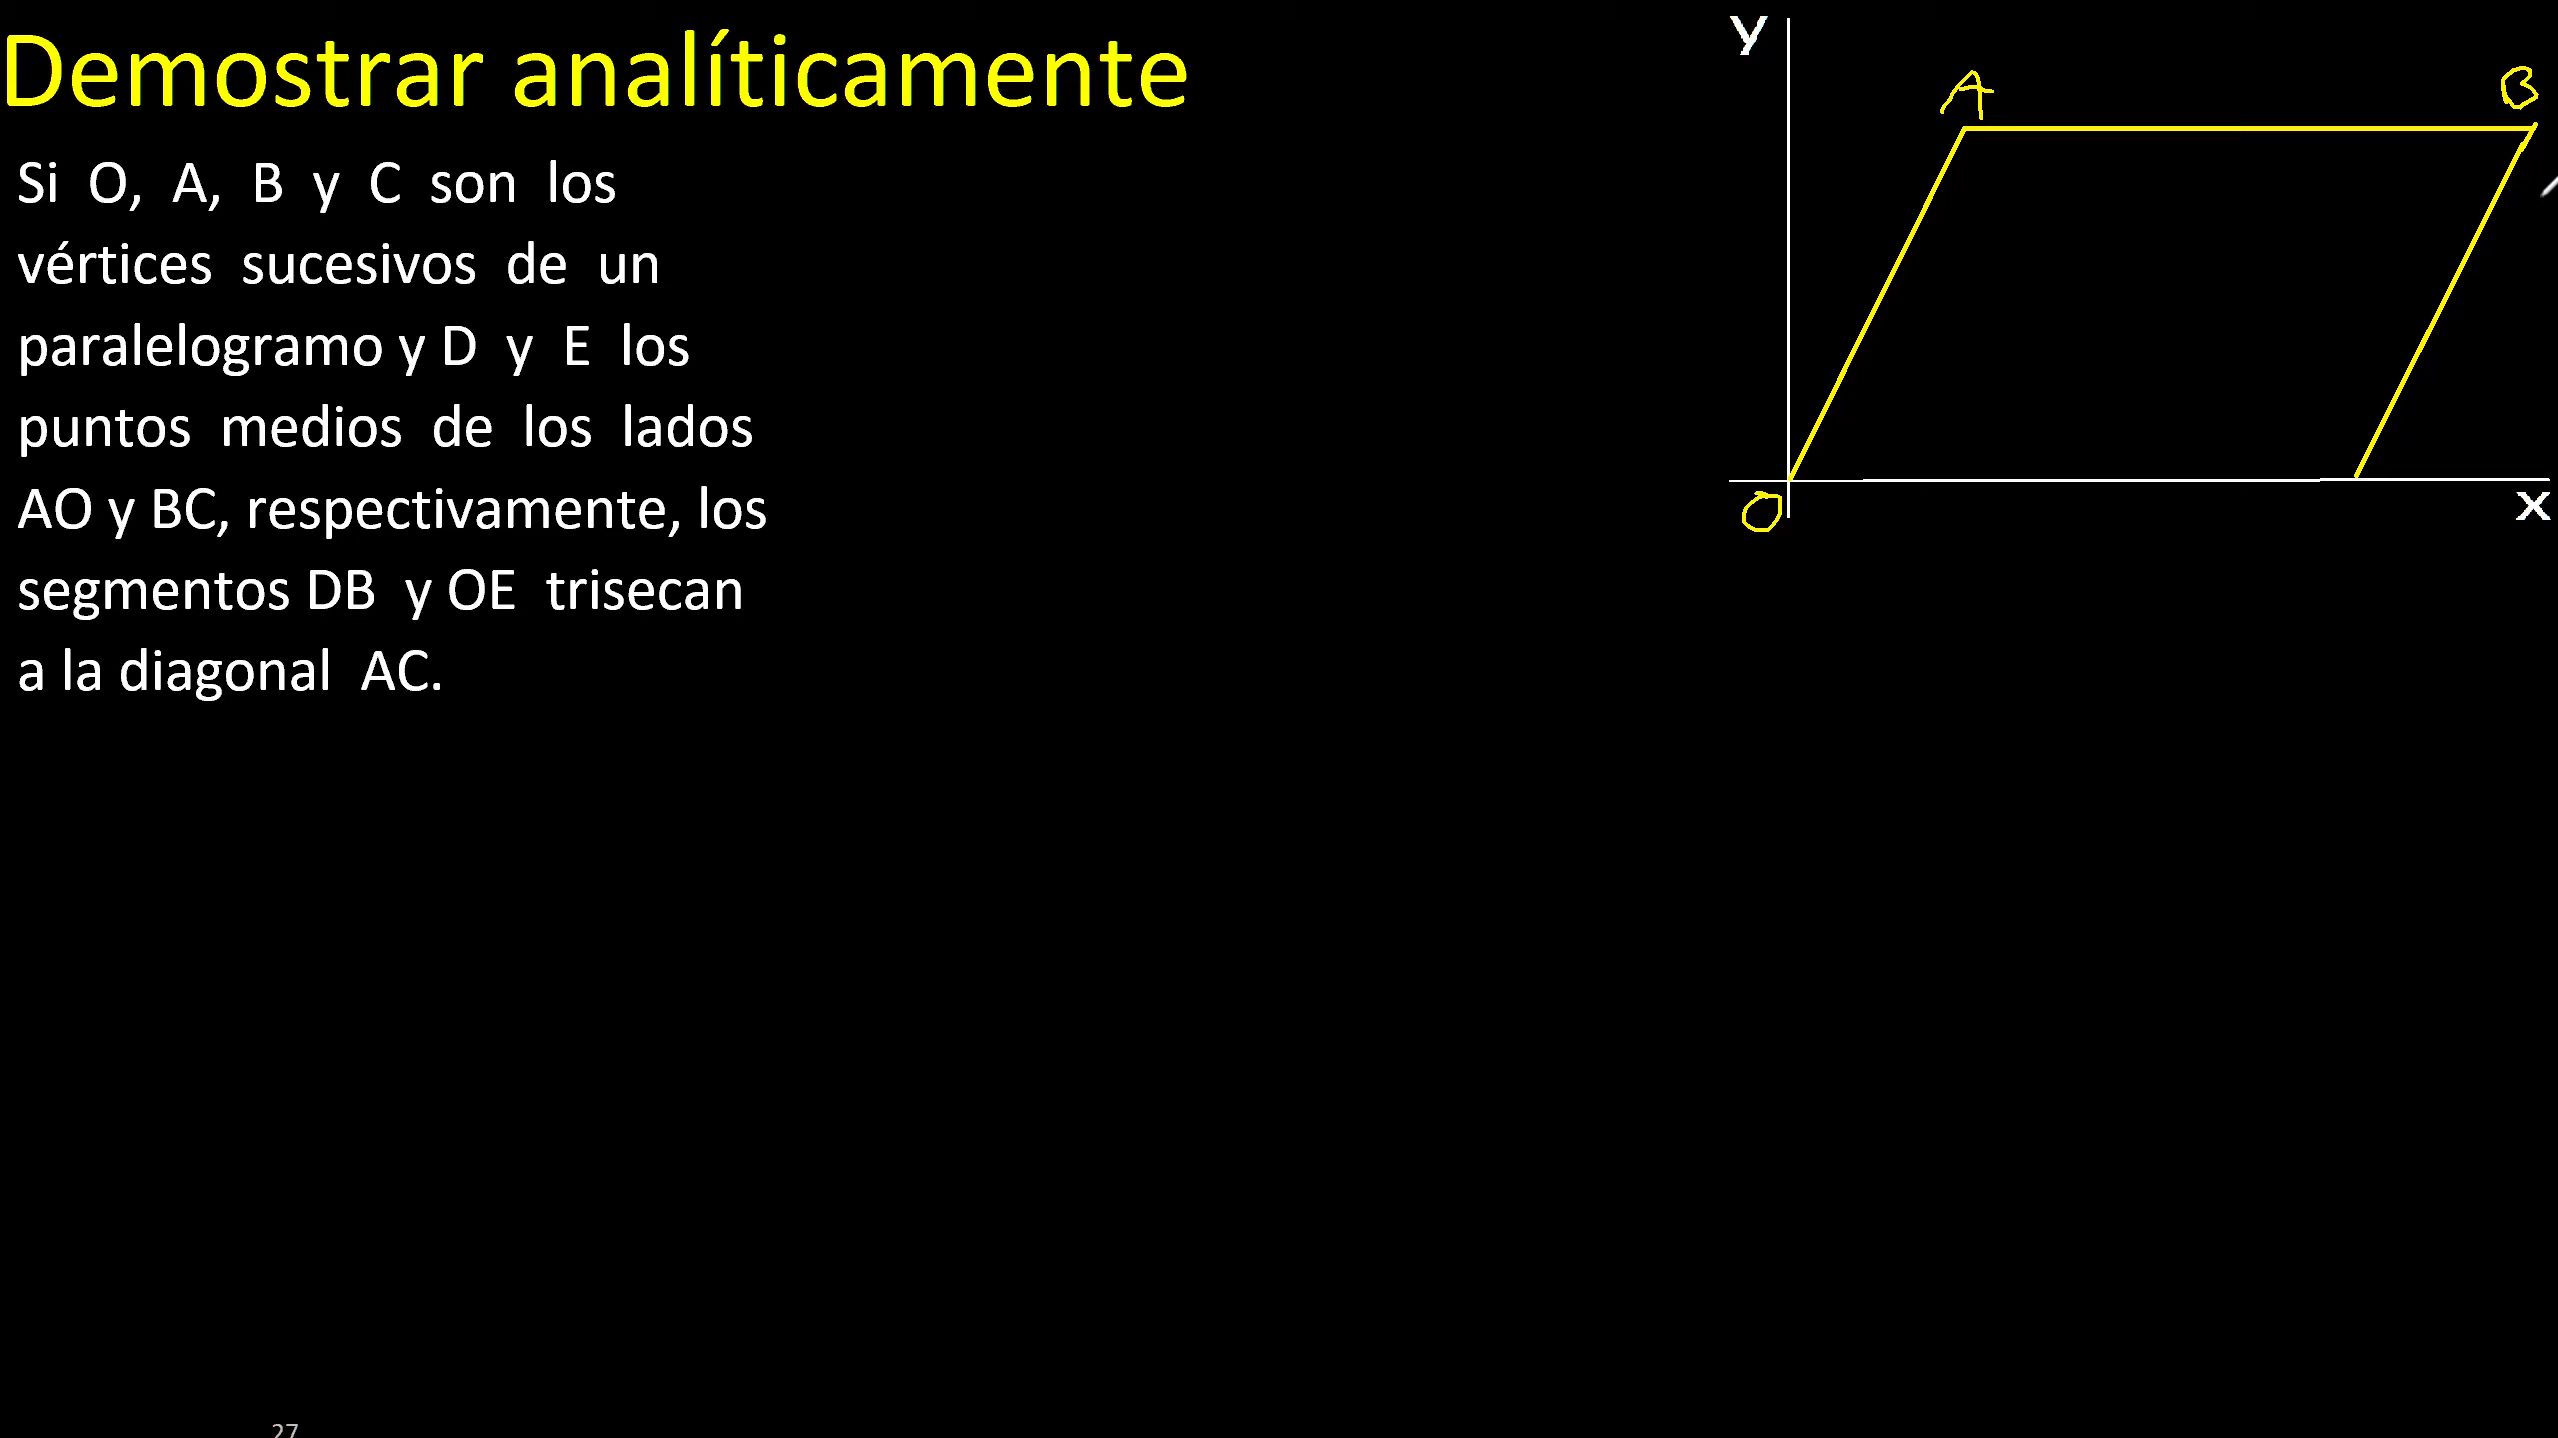 Demostrar analíticamente
Si O, A, B y C son los
vértices sucesivos de un
paralelogramo y D y E los
puntos medios de los lados
AO y BC, respectivamente, los
segmentos DB y OE trisecan
a la diagonal AC.
y
A
B
O
x
27